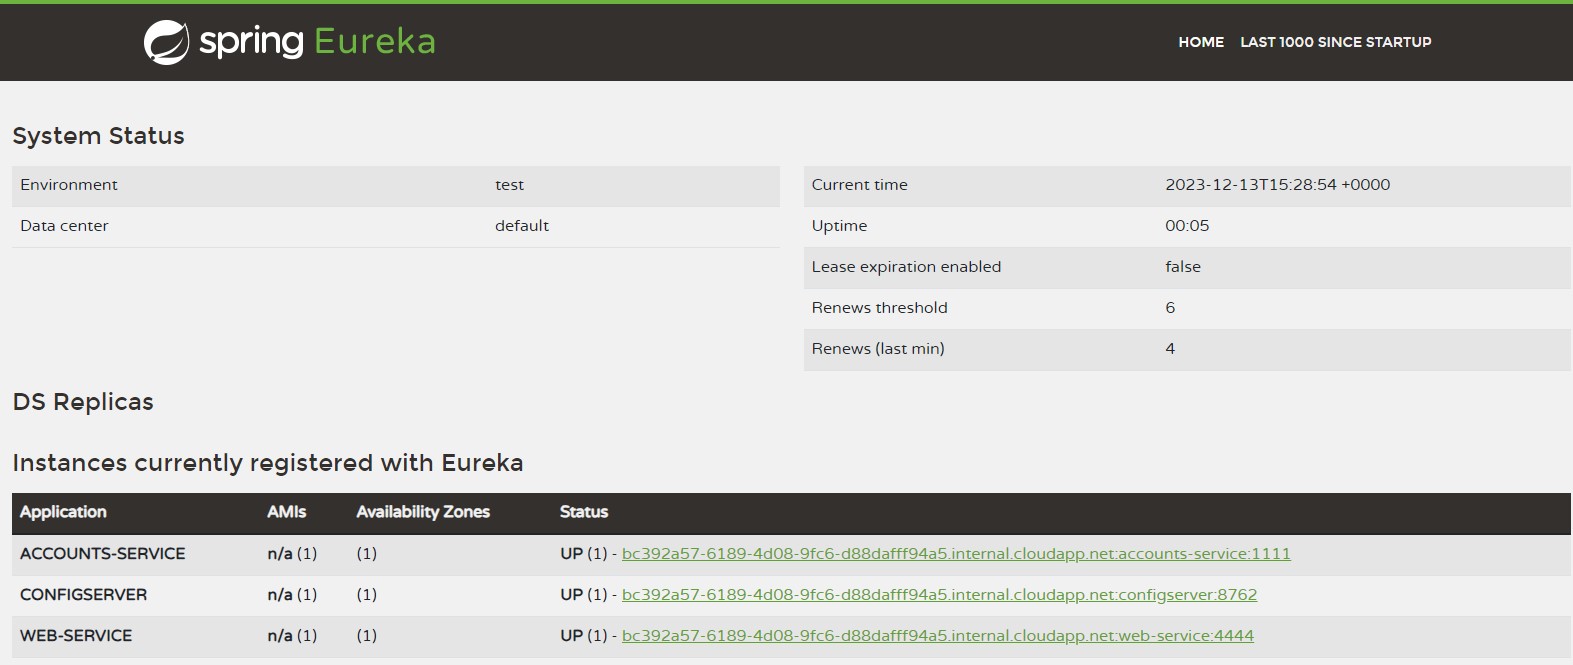 spring Eureka
HOME LAST 1000 SINCE STARTUP
System Status
Environment test
Data center default
Current time 2023-12-13T15:28:54 +0000
Uptime 00:05
Lease expiration enabled false
Renews threshold 6
Renews (last min) 4
DS Replicas
Instances currently registered with Eureka
Application AMIs Availability Zones Status
ACCOUNTS-SERVICE n/a (1) (1) UP (1) - bc392a57-6189-4d08-9fc6-d88dafff94a5.internal.cloudapp.net:accounts-service:1111
CONFIGSERVER n/a (1) (1) UP (1) - bc392a57-6189-4d08-9fc6-d88dafff94a5.internal.cloudapp.net:configserver:8762
WEB-SERVICE n/a (1) (1) UP (1) - bc392a57-6189-4d08-9fc6-d88dafff94a5.internal.cloudapp.net:web-service:4444